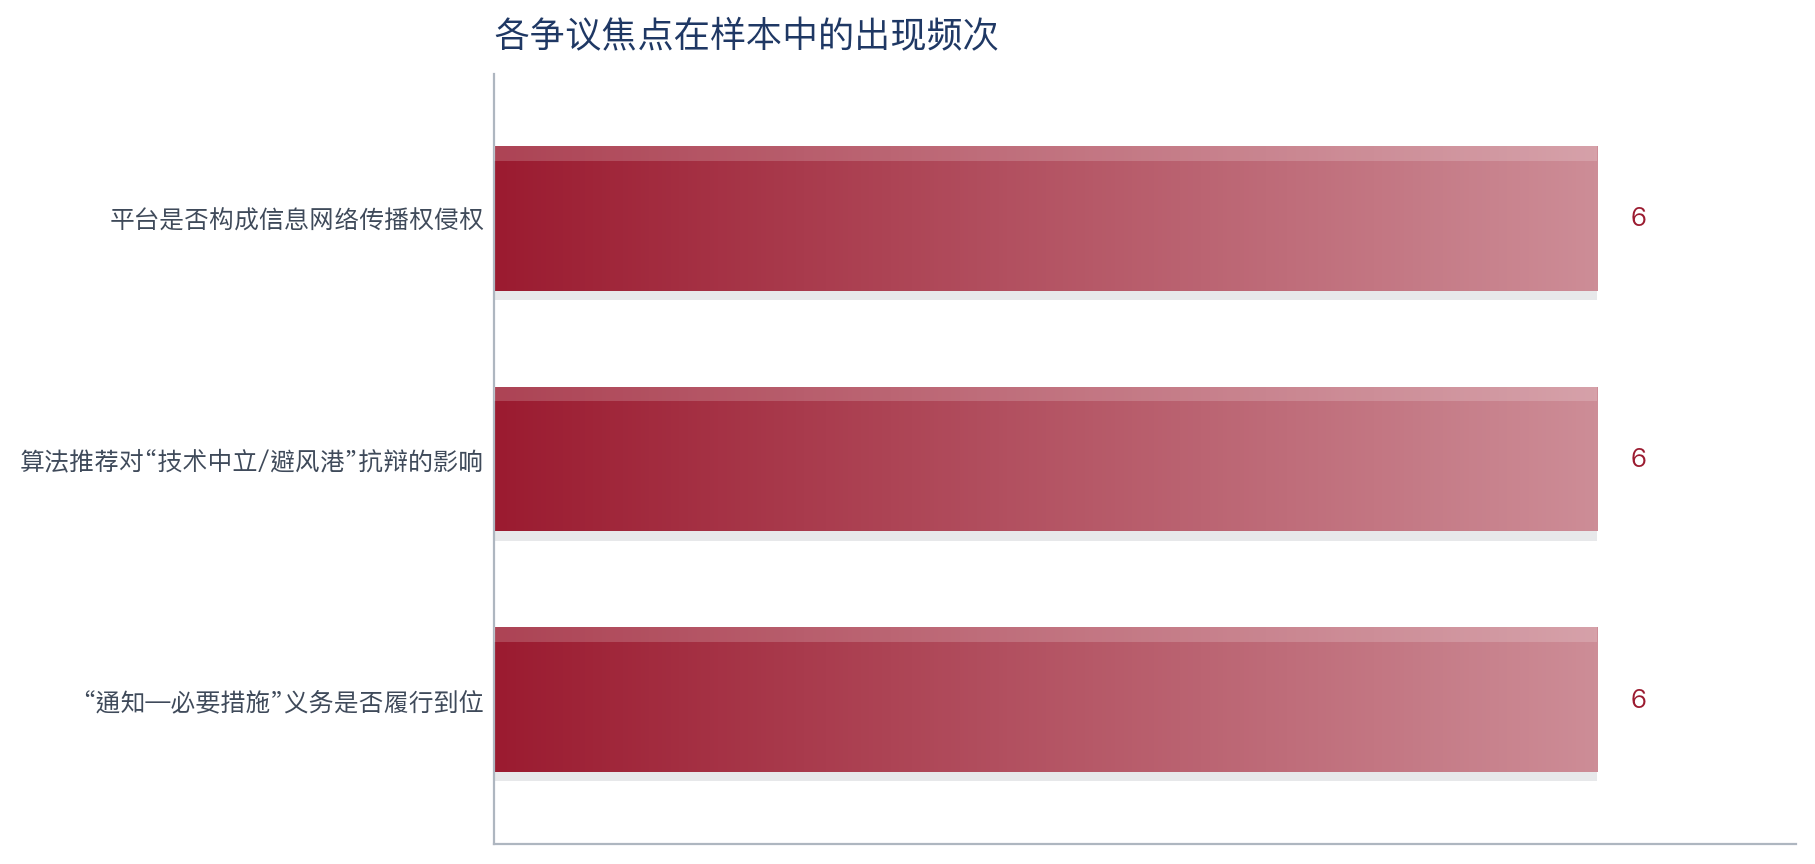 各争议焦点在样本中的出现频次
平台是否构成信息网络传播权侵权
6
算法推荐对“技术中立/避风港”抗辩的影响
6
“通知—必要措施”义务是否履行到位
6